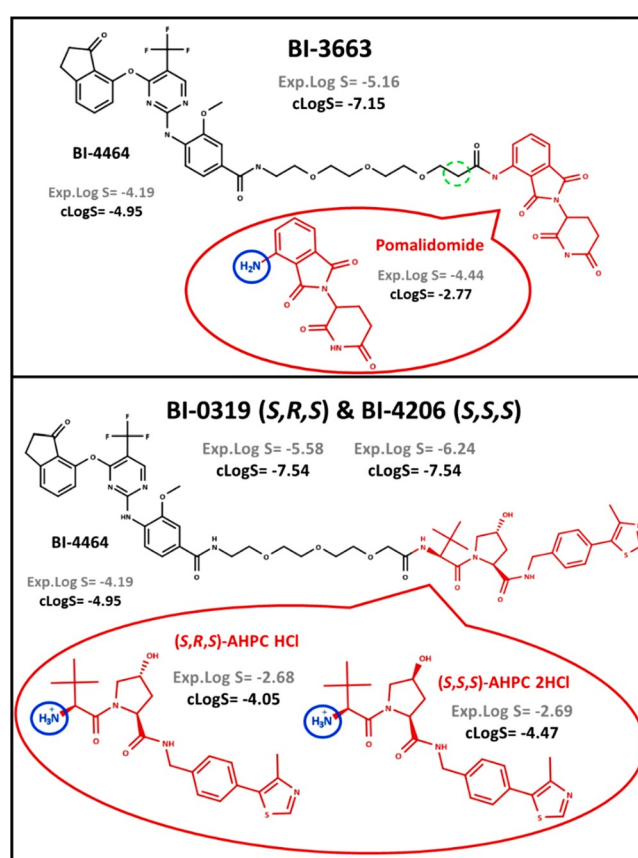 BI-3663
Exp.Log S= -5.16
cLogS= -7.15
BI-4464
Exp.Log S= -4.19
cLogS= -4.95
Pomalidomide
Exp.Log S= -4.44
cLogS= -2.77
H₂N
BI-0319 (S,R,S) & BI-4206 (S,S,S)
Exp.Log S= -5.58 Exp.Log S= -6.24
cLogS= -7.54 cLogS= -7.54
BI-4464
Exp.Log S= -4.19
cLogS= -4.95
(S,R,S)-AHPC HCl
Exp.Log S= -2.68
cLogS= -4.05
(S,S,S)-AHPC 2HCl
Exp.Log S= -2.69
cLogS= -4.47
H₃N+
H₃N+